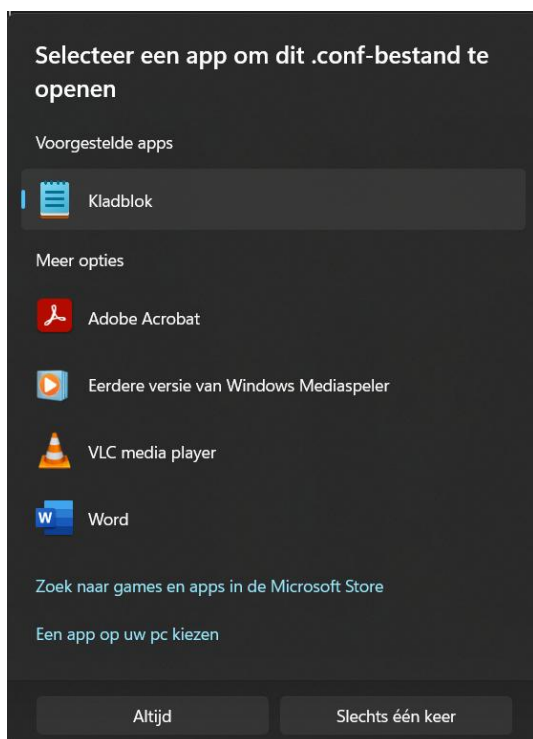 Selecteer een app om dit .conf-bestand te
openen
Voorgestelde apps
Kladblok
Meer opties
Adobe Acrobat
Eerdere versie van Windows Mediaspeler
VLC media player
W Word
Zoek naar games en apps in de Microsoft Store
Een app op uw pc kiezen
Altijd
Slechts één keer